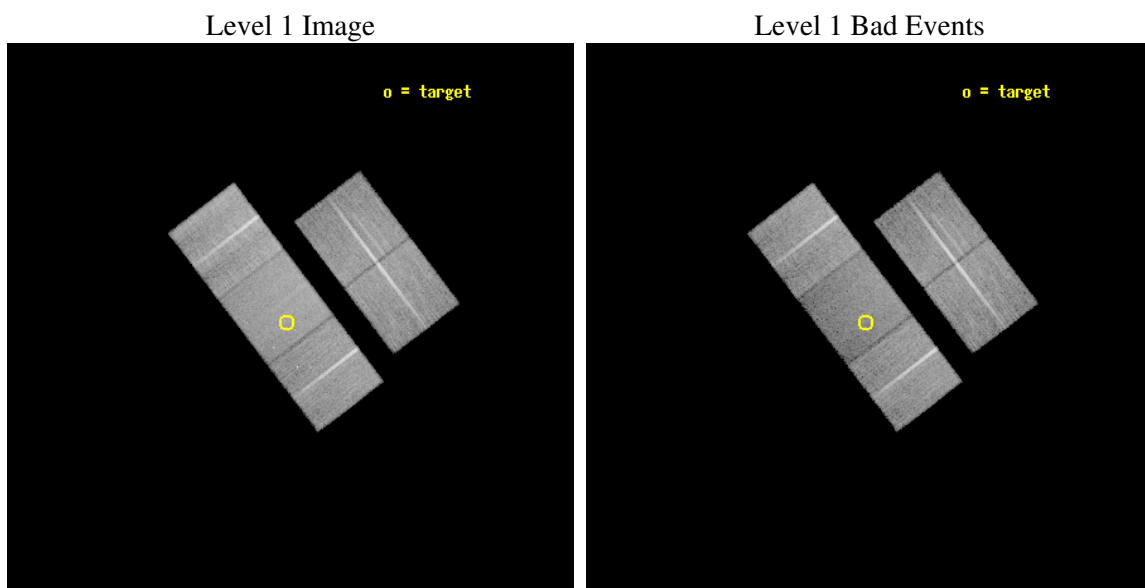 Level 1 Image
Level 1 Bad Events
o = target
o = target